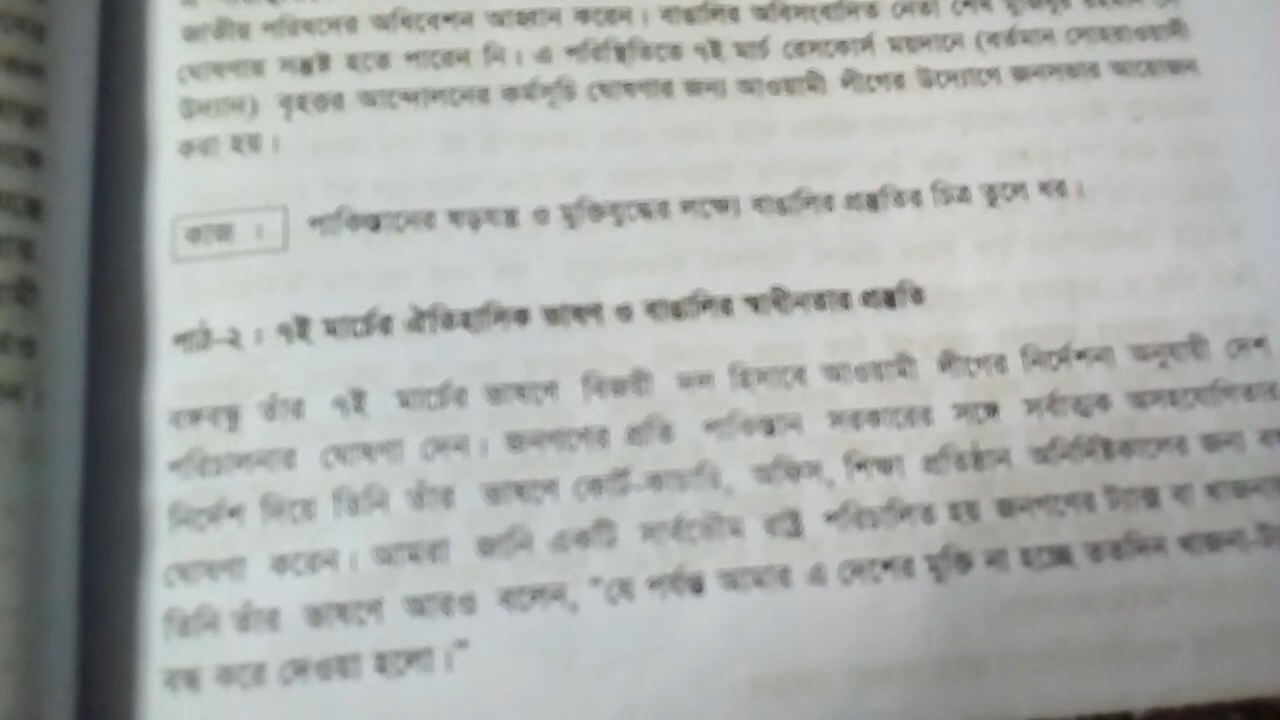 জাতীয় পরিষদের অধিবেশন আহ্বান করেন। বাঙালির অবিসংবাদিত নেতা শেখ মুজিবুর রহমান
ঘোষণায় সন্তুষ্ট হতে পারেন নি। এ পরিস্থিতিতে ৭ই মার্চ রেসকোর্স ময়দানে (বর্তমান সোহরাওয়ার্দী
উদ্যান) বৃহত্তর আন্দোলনের কর্মসূচি ঘোষণার জন্য আওয়ামী লীগের উদ্যোগে জনসভার আয়োজন
করা হয়।
কাজ : পাকিস্তানের ষড়যন্ত্র ও মুক্তিযুদ্ধের লক্ষ্যে বাঙালির প্রস্তুতির চিত্র তুলে ধর।
পাঠ-২ : ৭ই মার্চের ঐতিহাসিক ভাষণ ও বাঙালির স্বাধীনতার প্রস্তুতি
বঙ্গবন্ধু তাঁর ৭ই মার্চের ভাষণে বিজয়ী দল হিসাবে আওয়ামী লীগের নির্দেশনা অনুযায়ী দেশ
পরিচালনার ঘোষণা দেন। জনগণের প্রতি পাকিস্তান সরকারের সঙ্গে সর্বাত্মক অসহযোগিতার
নির্দেশ দিয়ে তিনি তাঁর ভাষণে কোর্ট-কাচারি, অফিস, শিক্ষা প্রতিষ্ঠান অনির্দিষ্টকালের জন্য
ঘোষণা করেন। আমরা জানি একটি সার্বভৌম রাষ্ট্র পরিচালিত হয় জনগণের ট্যাক্স বা
তিনি তাঁর ভাষণে আরও বলেন, "যে পর্যন্ত আমার এ দেশের মুক্তি না হচ্ছে ততদিন খাজনা-
বন্ধ করে দেওয়া হলো।"